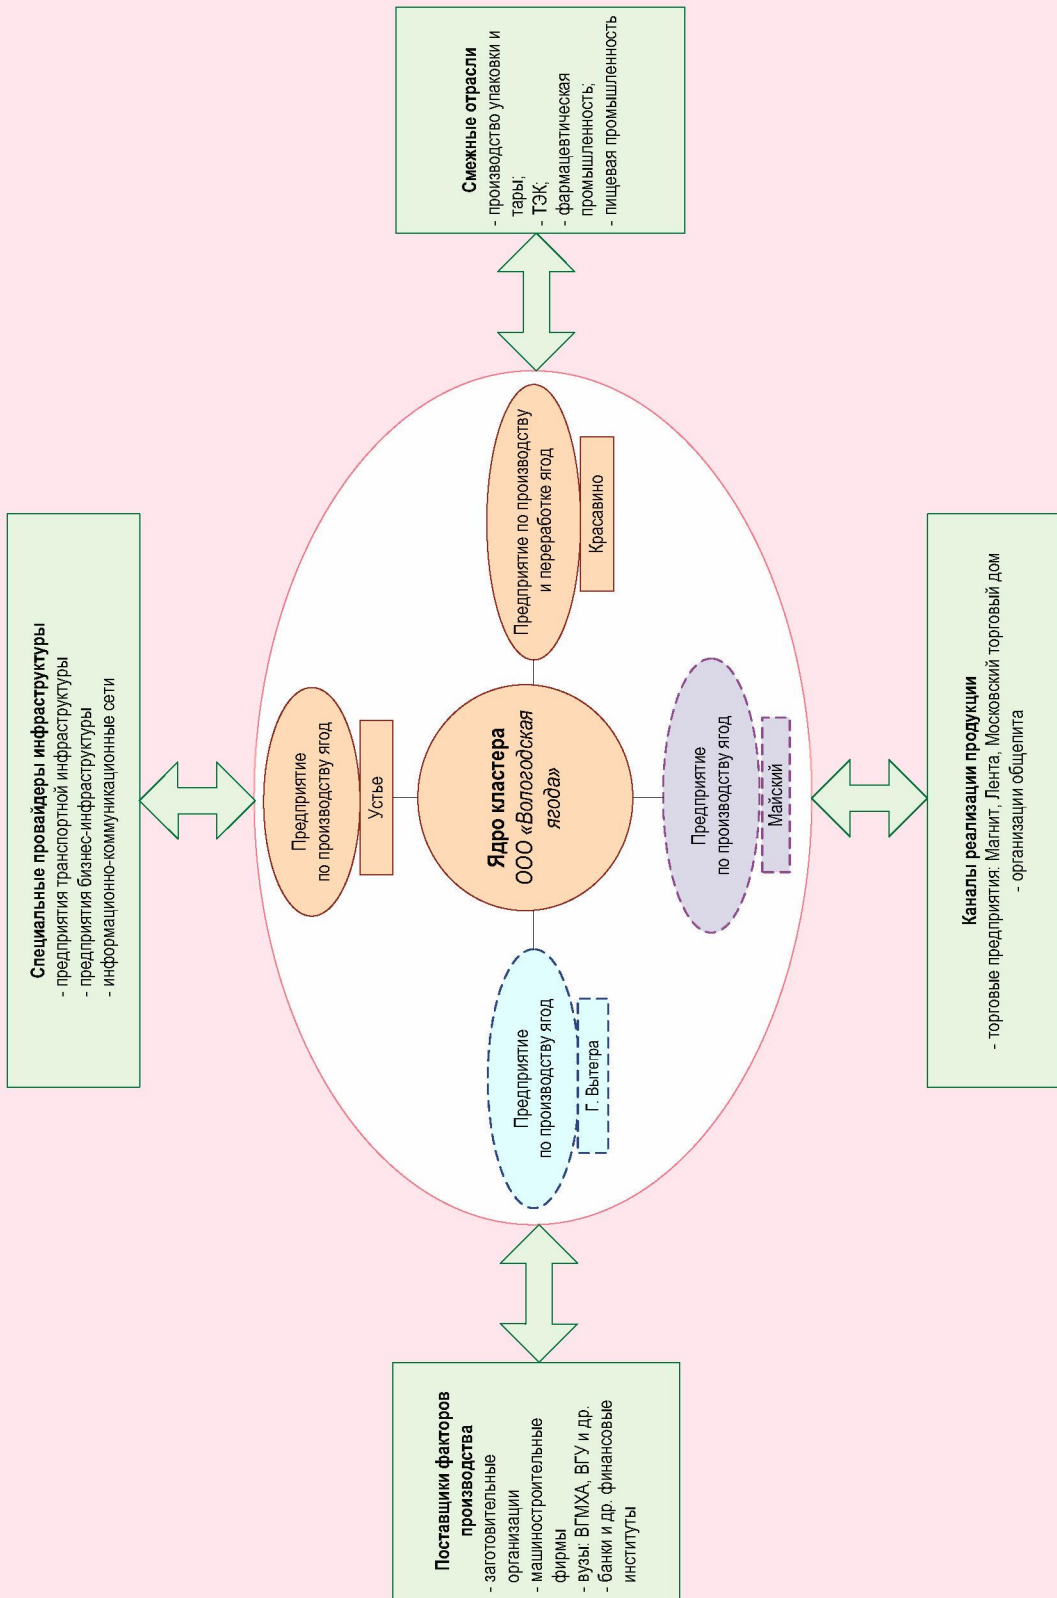 Специальные провайдеры инфраструктуры
- предприятия транспортной инфраструктуры
- предприятия бизнес-инфраструктуры
- информационно-коммуникационные сети
Поставщики факторов
производства
- заготовительные
организации
- машиностроительные
фирмы
- вузы: ВГМХА, ВГУ и др.
- банки и др. финансовые
институты
Предприятие
по производству ягод
Устье
Предприятие
по производству ягод
Г. Вытегра
Ядро кластера
ООО «Вологодская
ягода»
Предприятие по производству
и переработке ягод
Красавино
Предприятие
по производству ягод
Майский
Смежные отрасли
- производство упаковки и
тары;
- ТЭК;
- фармацевтическая
промышленность;
- пищевая промышленность
Каналы реализации продукции
- торговые предприятия: Магнит, Лента, Московский торговый дом
- организации общепита